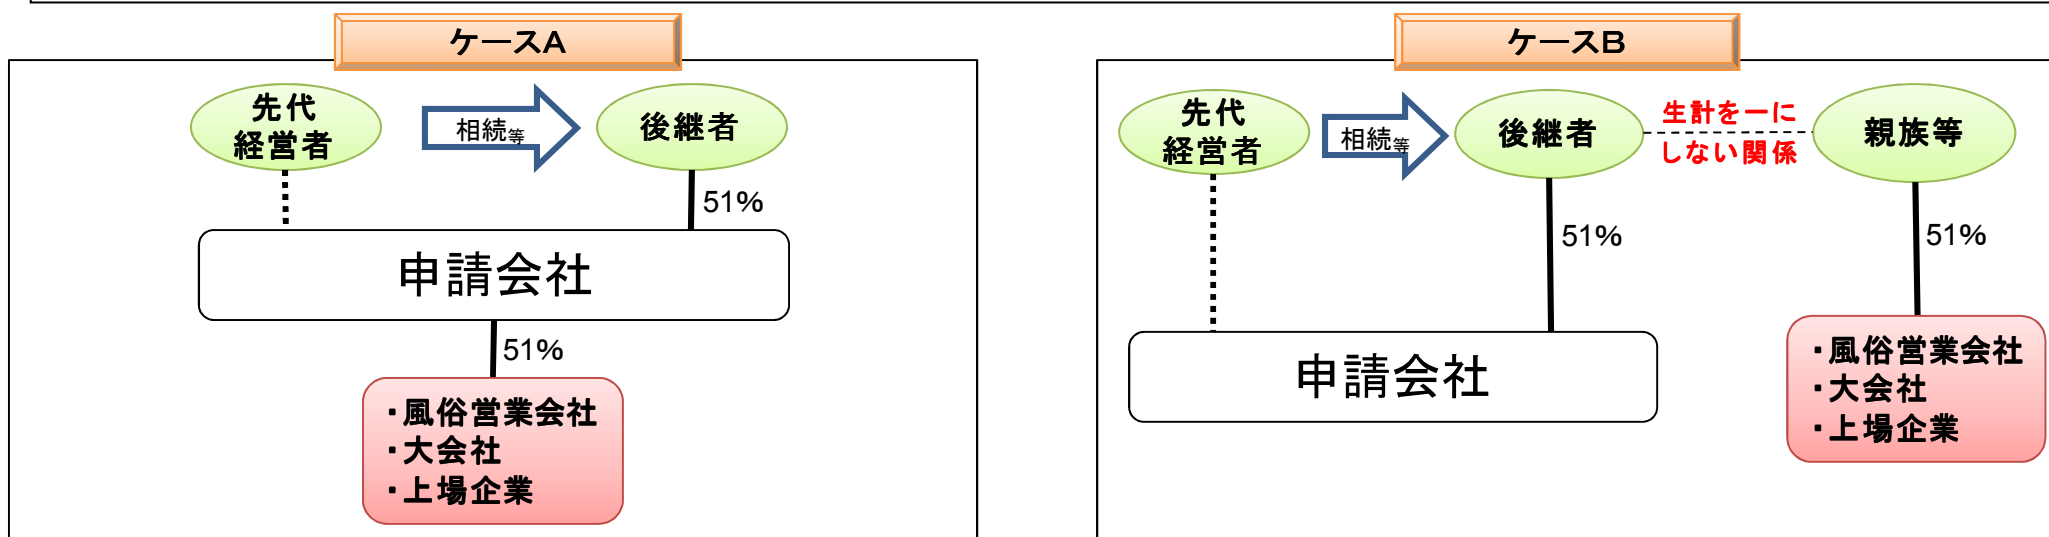 ケースA
先代
経営者
相続等
後継者
51%
申請会社
51%
・風俗営業会社
・大会社
・上場企業
ケースB
先代
経営者
相続等
後継者
生計を一に
しない関係
親族等
51%
51%
申請会社
・風俗営業会社
・大会社
・上場企業